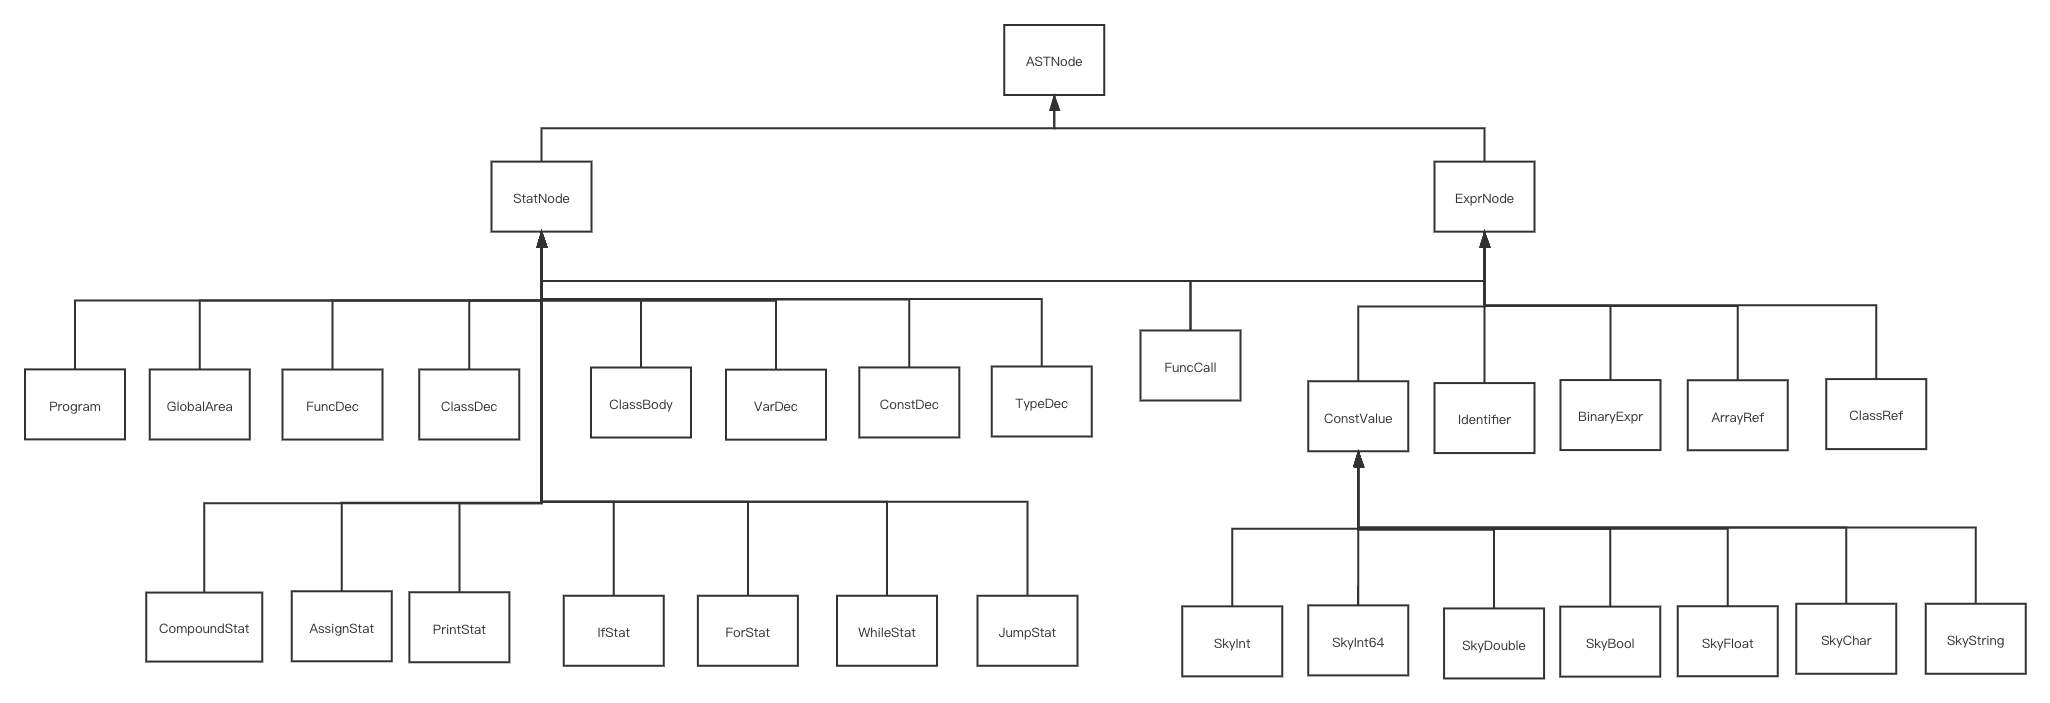 ASTNode
StatNode
ExprNode
Program
GlobalArea
FuncDec
ClassDec
ClassBody
VarDec
ConstDec
TypeDec
FuncCall
ConstValue
Identifier
BinaryExpr
ArrayRef
ClassRef
CompoundStat
AssignStat
PrintStat
IfStat
ForStat
WhileStat
JumpStat
SkyInt
SkyInt64
SkyDouble
SkyBool
SkyFloat
SkyChar
SkyString